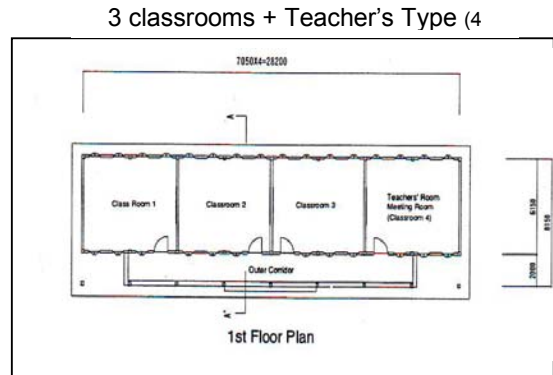 3 classrooms + Teacher's Type (4
7050X4=28200
A
Class Room 1
Classroom 2
Classroom 3
Teachers' Room
Meeting Room
(Classroom 4)
6150
8150
2000
Outer Corridor
A'
1st Floor Plan